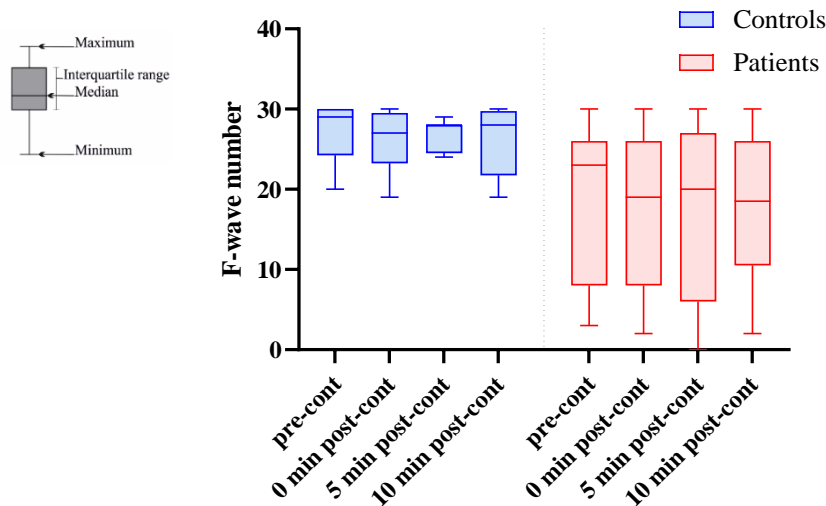 Maximum
Interquartile range
Median
Minimum
F-wave number
40
30
20
10
0
Controls
Patients
pre-cont
0 min post-cont
5 min post-cont
10 min post-cont
pre-cont
0 min post-cont
5 min post-cont
10 min post-cont